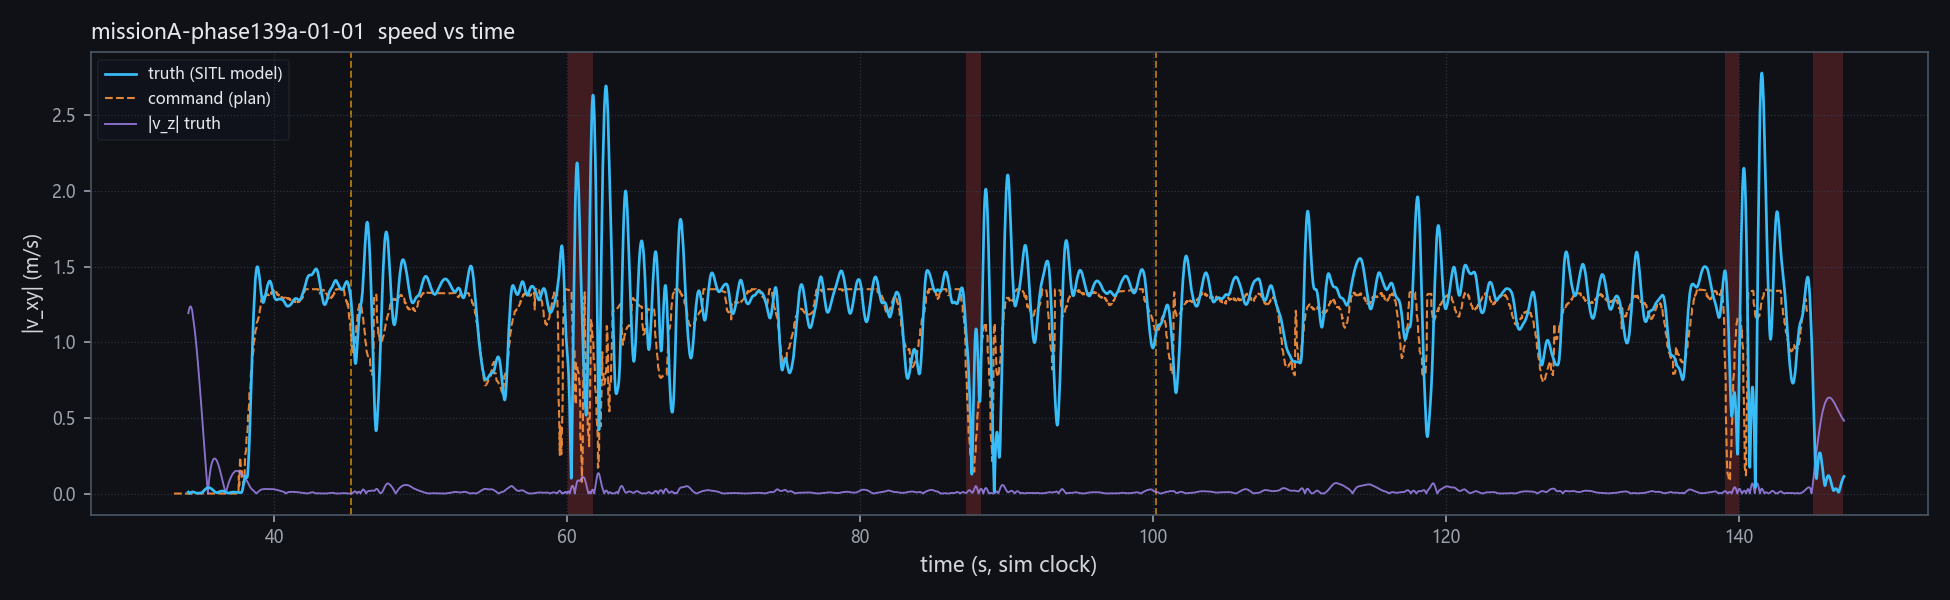 missionA-phase139a-01-01  speed vs time
truth (SITL model)
command (plan)
|v_z| truth
|v_xy| (m/s)
2.5
2.0
1.5
1.0
0.5
0.0
40
60
80
100
120
140
time (s, sim clock)